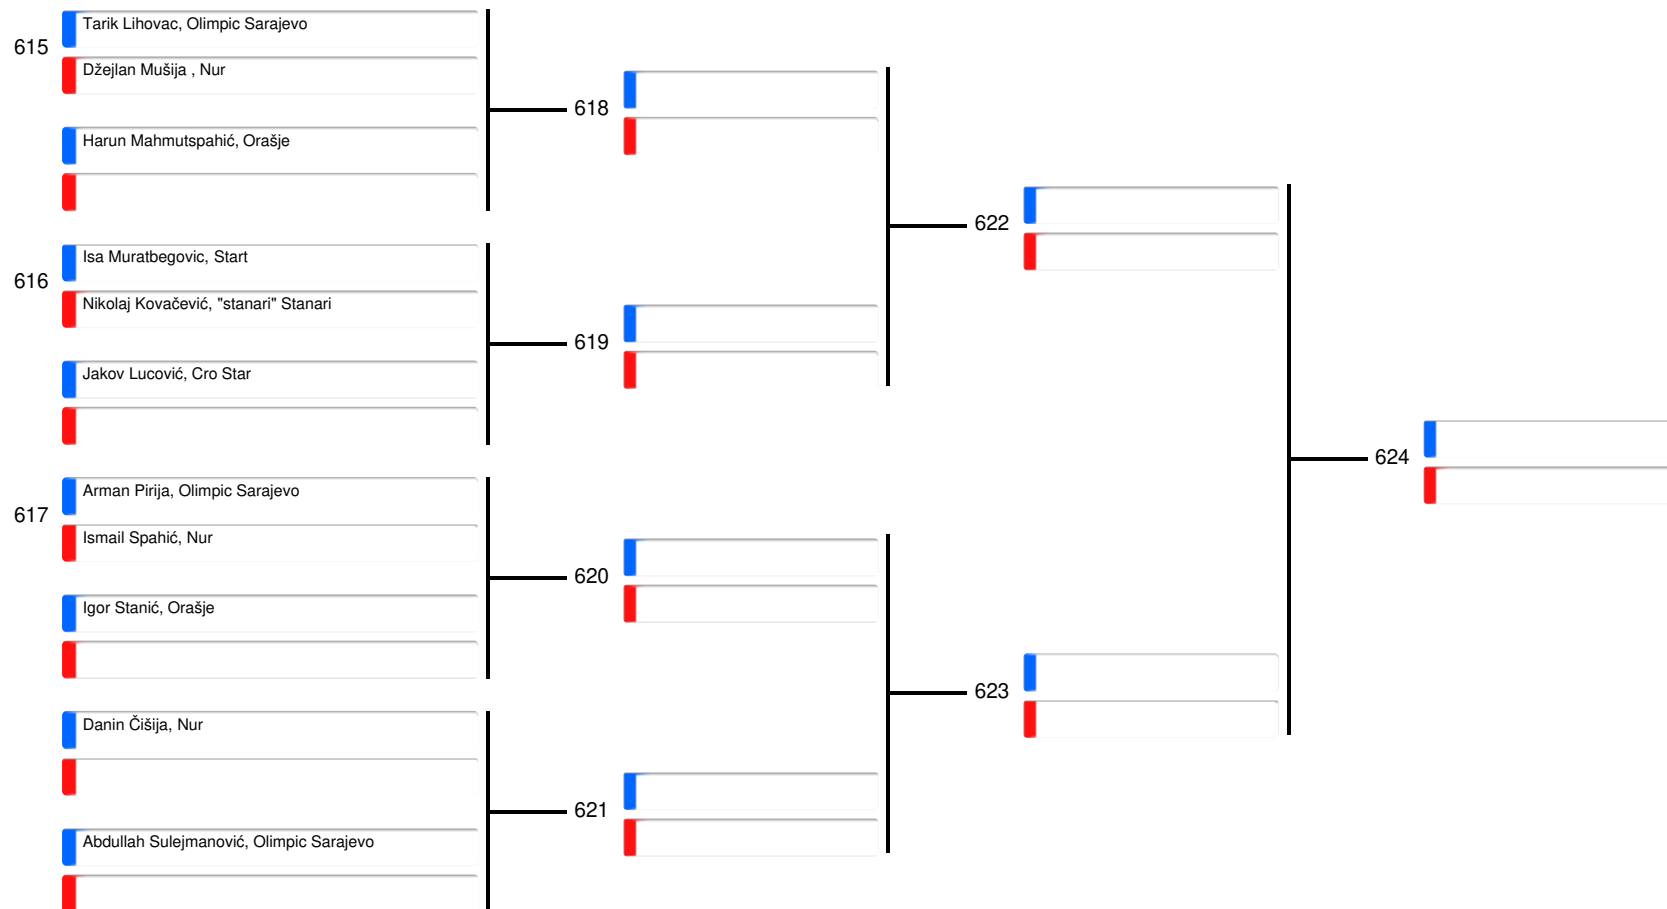 615
Tarik Lihovac, Olimpic Sarajevo
Džejlan Mušija , Nur
Harun Mahmutspahić, Orašje
616
Isa Muratbegovic, Start
Nikolaj Kovačević, "stanari" Stanari
Jakov Lucović, Cro Star
617
Arman Pirija, Olimpic Sarajevo
Ismail Spahić, Nur
Igor Stanić, Orašje
Danin Čišija, Nur
Abdullah Sulejmanović, Olimpic Sarajevo
618
619
620
621
622
623
624